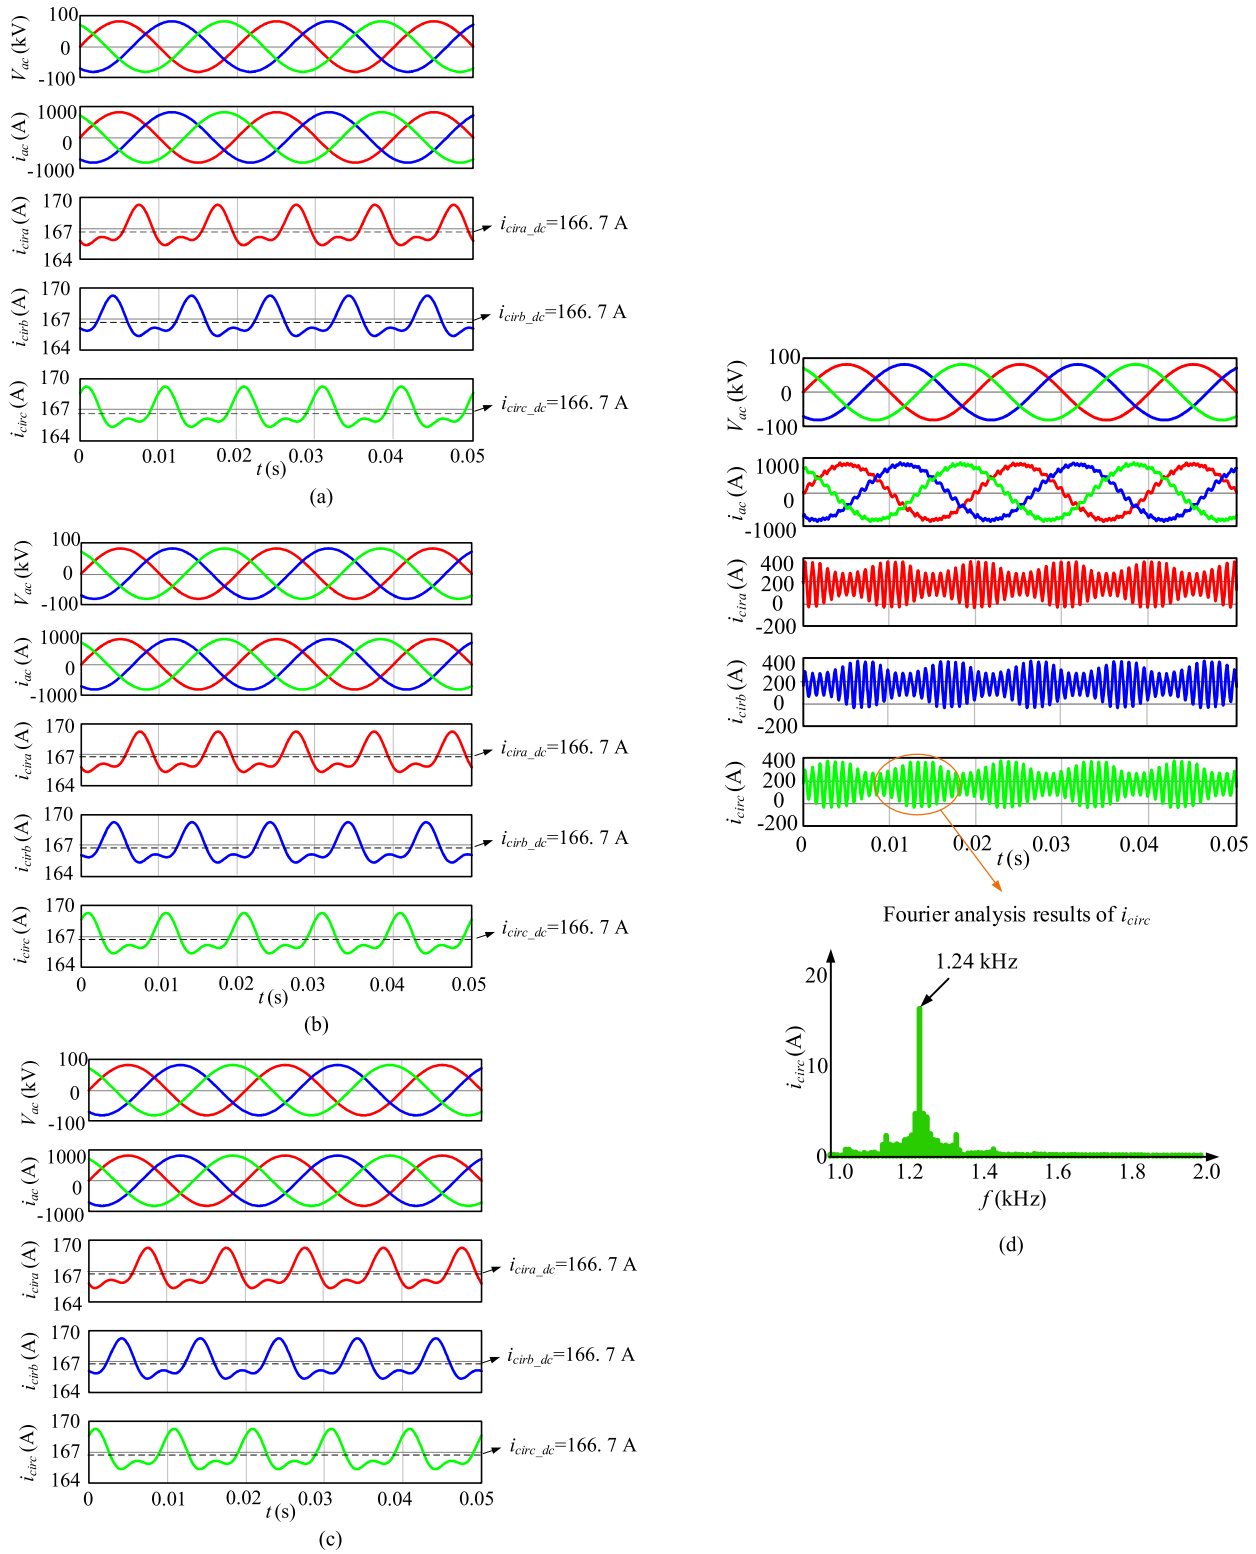 100
0
-100
V_ac (kV)
1000
0
-1000
i_ac (A)
170
167
164
i_cira (A)
i_cira_dc=166. 7 A
170
167
164
i_cirb (A)
i_cirb_dc=166. 7 A
170
167
164
i_circ (A)
i_circ_dc=166. 7 A
0 0.01 0.02 0.03 0.04 0.05
t (s)
(a)
100
0
-100
V_ac (kV)
1000
0
-1000
i_ac (A)
170
167
164
i_cira (A)
i_cira_dc=166. 7 A
170
167
164
i_cirb (A)
i_cirb_dc=166. 7 A
170
167
164
i_circ (A)
i_circ_dc=166. 7 A
0 0.01 0.02 0.03 0.04 0.05
t (s)
(b)
100
0
-100
V_ac (kV)
1000
0
-1000
i_ac (A)
170
167
164
i_cira (A)
i_cira_dc=166. 7 A
170
167
164
i_cirb (A)
i_cirb_dc=166. 7 A
170
167
164
i_circ (A)
i_circ_dc=166. 7 A
0 0.01 0.02 0.03 0.04 0.05
t (s)
(c)
100
0
-100
V_ac (kV)
1000
0
-1000
i_ac (A)
400
200
0
-200
i_cira (A)
400
200
0
-200
i_cirb (A)
400
200
0
-200
i_circ (A)
0 0.01 0.02 0.03 0.04 0.05
t (s)
Fourier analysis results of i_circ
1.24 kHz
20
10
0
i_circ (A)
1.0 1.2 1.4 1.6 1.8 2.0
f (kHz)
(d)